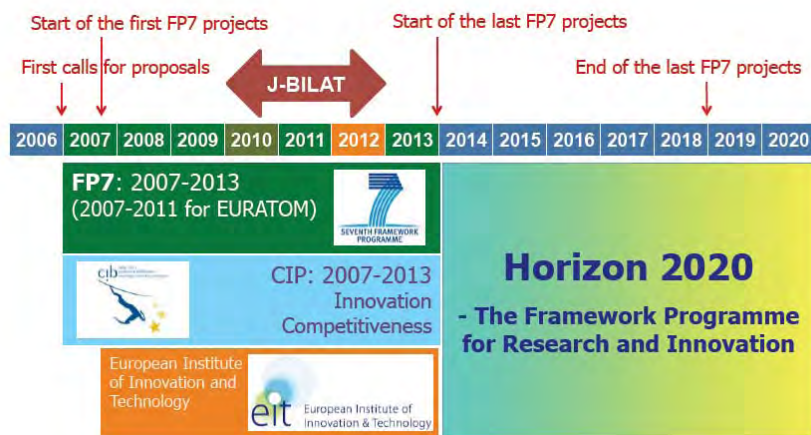 Start of the first FP7 projects
Start of the last FP7 projects
First calls for proposals
J-BILAT
End of the last FP7 projects
2006 2007 2008 2009 2010 2011 2012 2013 2014 2015 2016 2017 2018 2019 2020
FP7: 2007-2013
(2007-2011 for EURATOM)
7
SEVENTH FRAMEWORK
PROGRAMME
cib
CIP: 2007-2013
Innovation
Competitiveness
European Institute
of Innovation and
Technology
eit
European Institute of
Innovation & Technology
Horizon 2020
- The Framework Programme
for Research and Innovation